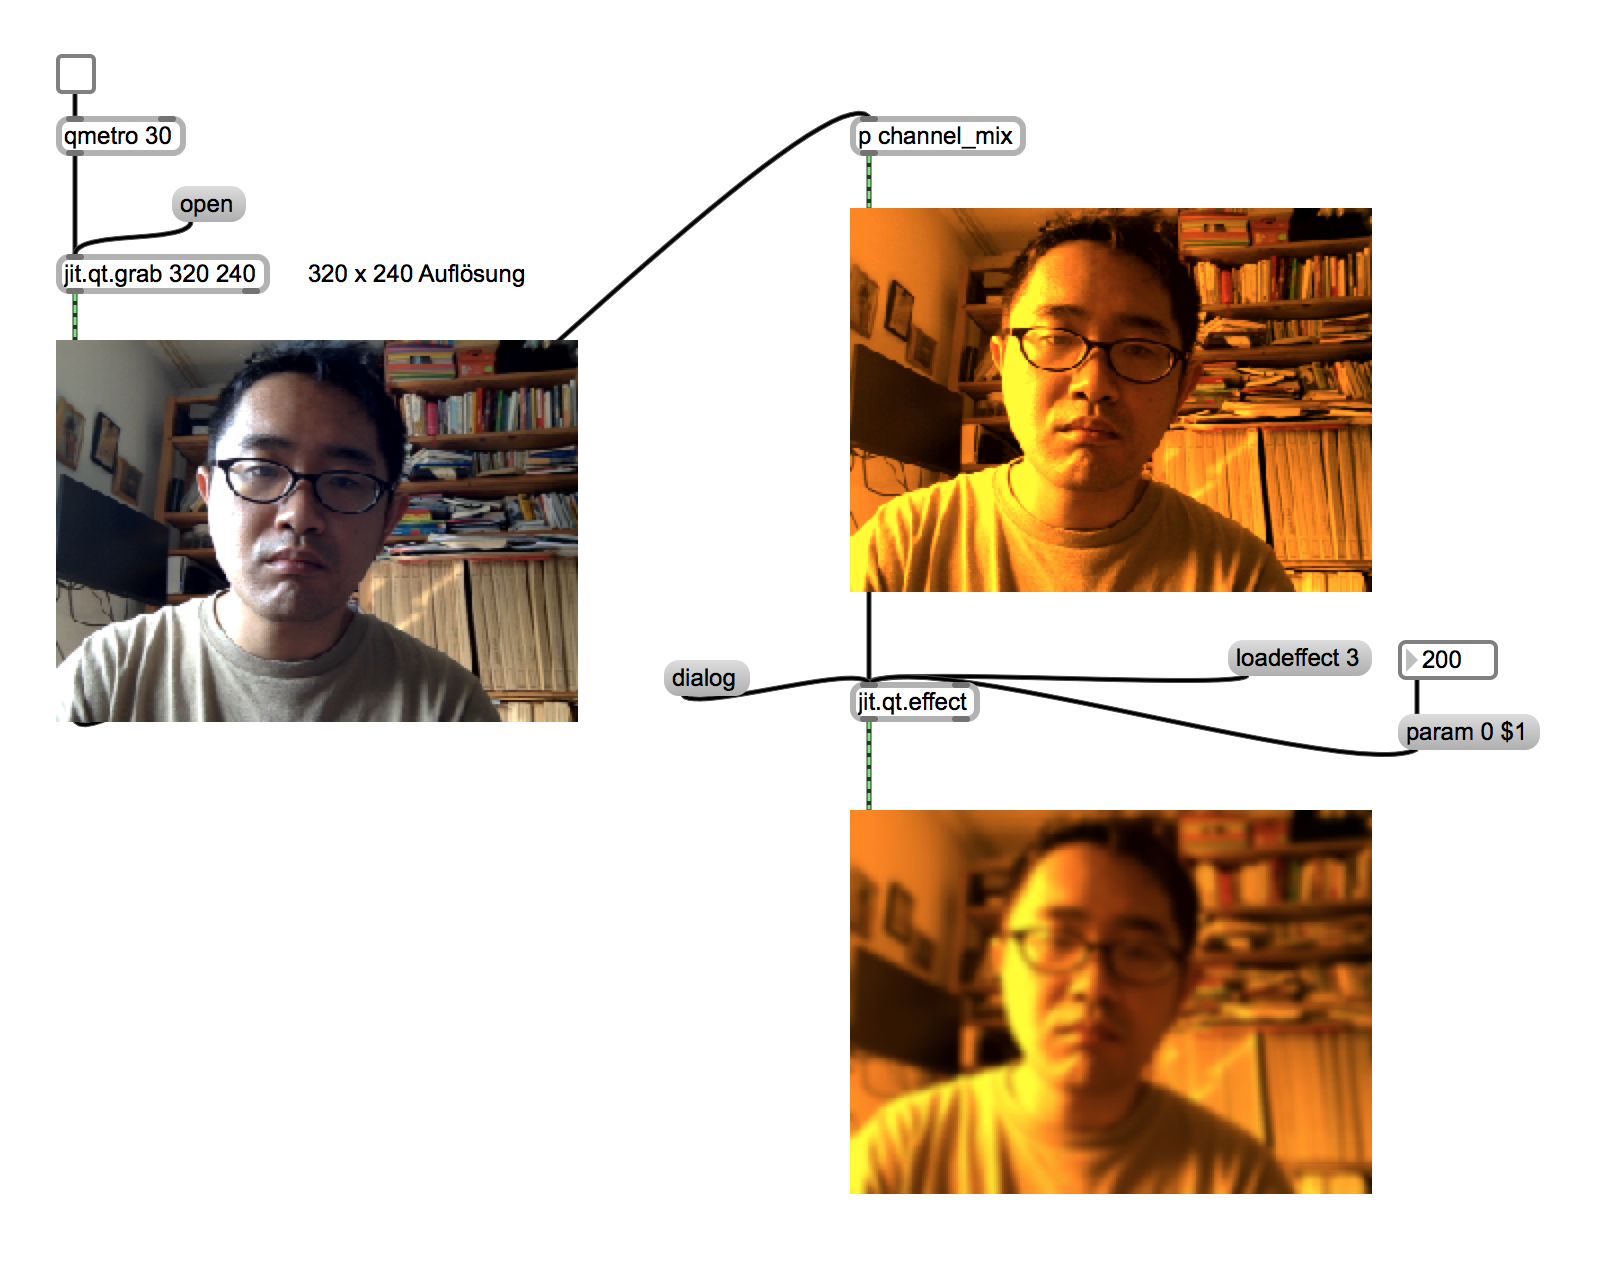 qmetro 30
open
jit.qt.grab 320 240
320 x 240 Auflösung
p channel_mix
dialog
loadeffect 3
200
jit.qt.effect
param 0 $1